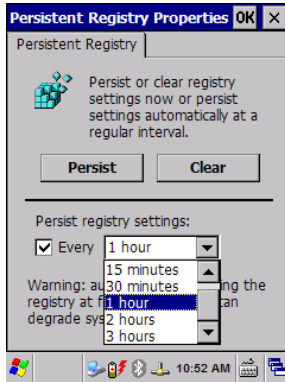 Persistent Registry Properties OK ×
Persistent Registry
Persist or clear registry
settings now or persist
settings automatically at a
regular interval.
Persist Clear
Persist registry settings:
Every 1 hour
15 minutes
30 minutes
1 hour
2 hours
3 hours
Warning: au ng the
registry at f can
degrade sys
10:52 AM